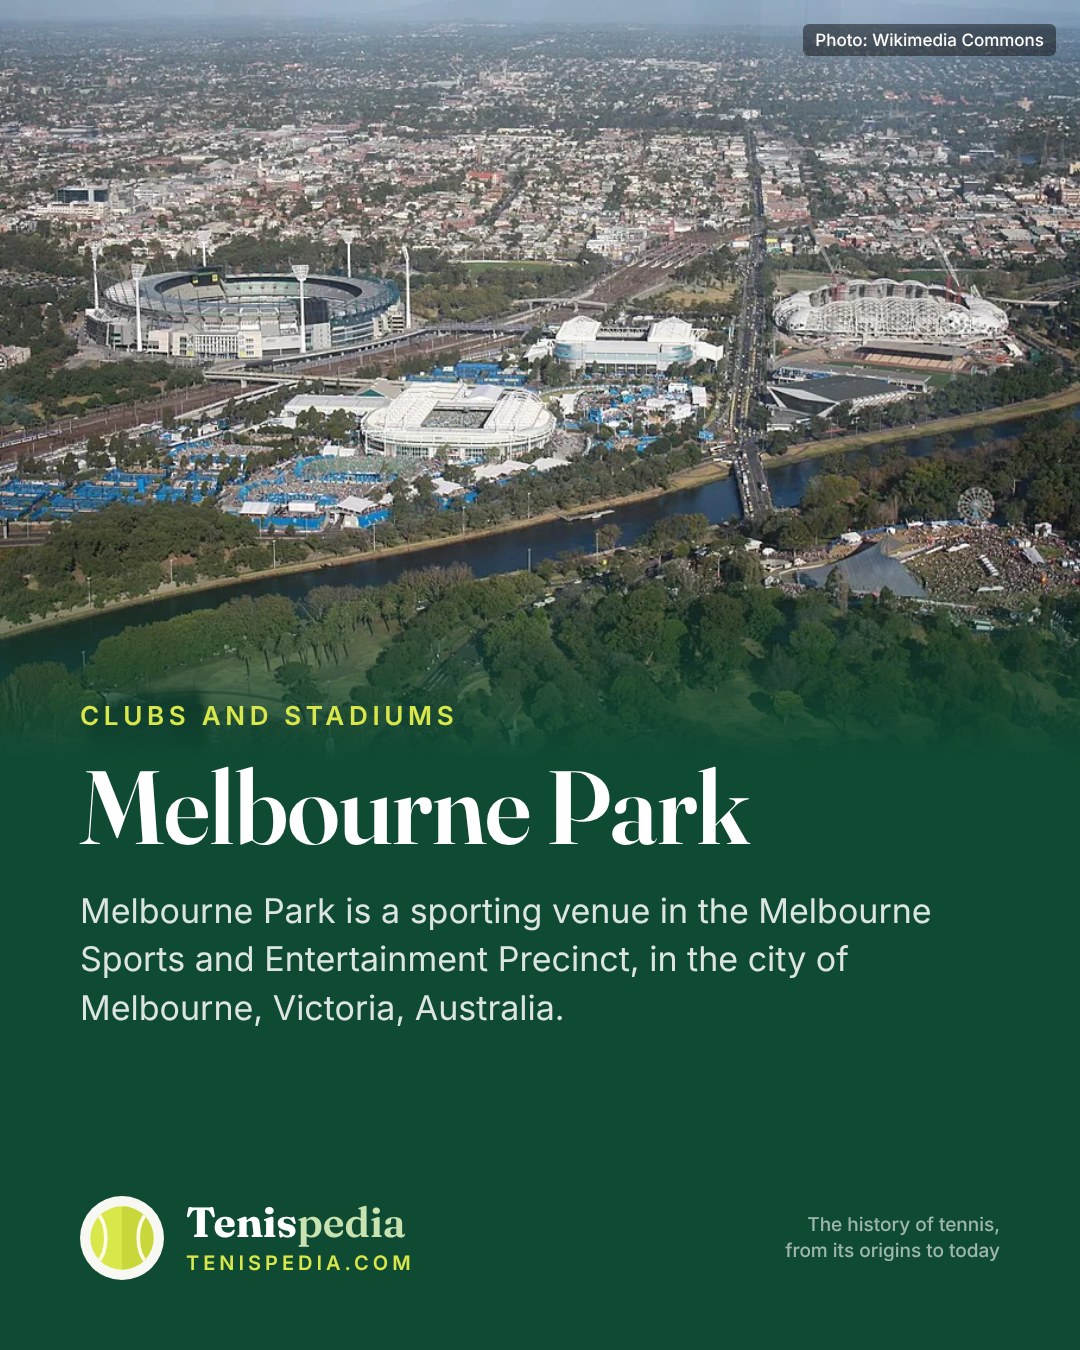 Photo: Wikimedia Commons
CLUBS AND STADIUMS
Melbourne Park
Melbourne Park is a sporting venue in the Melbourne
Sports and Entertainment Precinct, in the city of
Melbourne, Victoria, Australia.
Tenispedia
TENISPEDIA.COM
The history of tennis,
from its origins to today